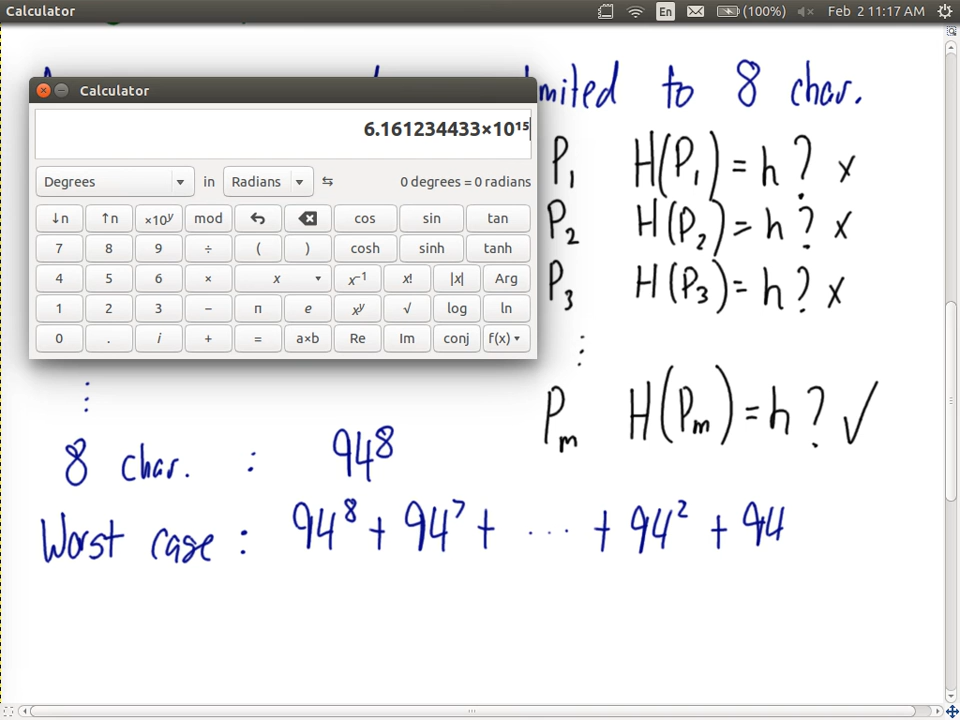 Calculator
En
(100%)
Feb 2 11:17 AM
Calculator
6.161234433×10¹⁵
Degrees in Radians 0 degrees = 0 radians
↓n ↑n ×10ʸ mod cos sin tan
7 8 9 ÷ ( ) cosh sinh tanh
4 5 6 × x x⁻¹ x! |x| Arg
1 2 3 − π e xʸ √ log ln
0 . i + = a×b Re Im conj f(x)
mited to 8 char.
P₁ H(P₁) = h ? x
P₂ H(P₂) = h ? x
P₃ H(P₃) = h ? x
⋮
Pₘ H(Pₘ) = h ? ✓
⋮
8 char. : 94⁸
Worst case : 94⁸ + 94⁷ + ... + 94² + 94